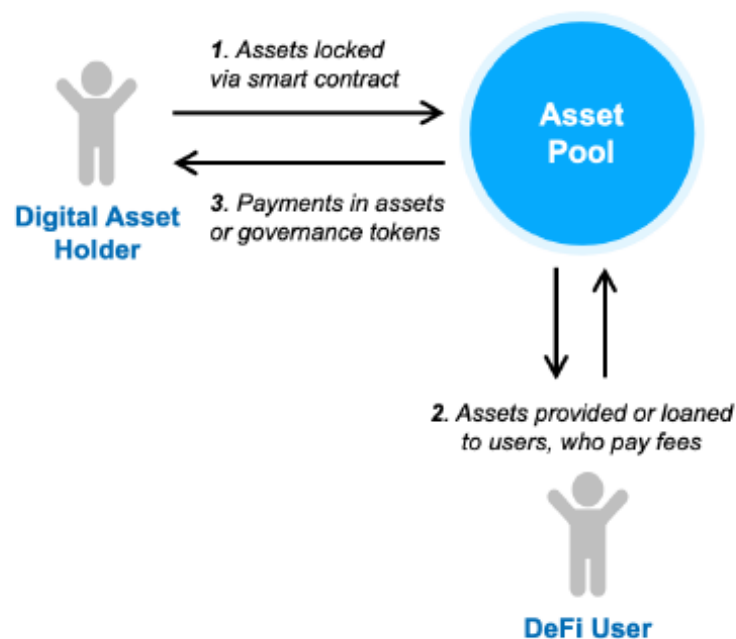 1. Assets locked
via smart contract
Asset
Pool
3. Payments in assets
or governance tokens
Digital Asset
Holder
2. Assets provided or loaned
to users, who pay fees
DeFi User